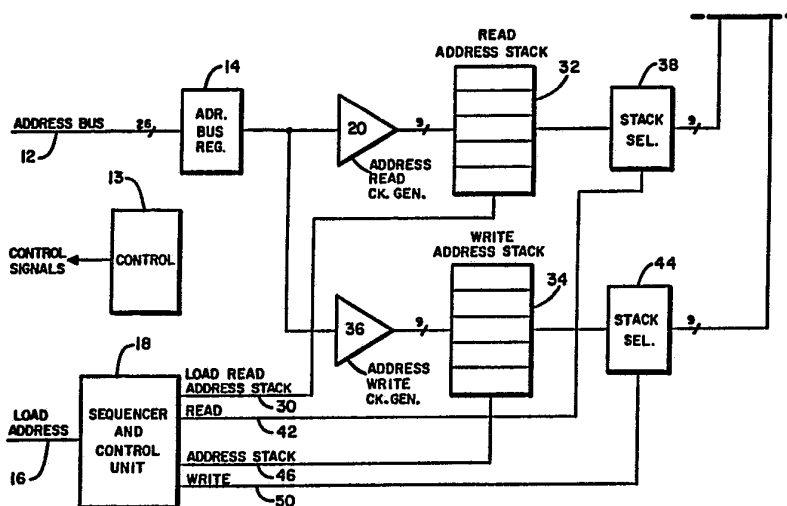 READ
ADDRESS STACK
14
32
38
ADR.
BUS
REG.
ADDRESS BUS
26
12
20
9
STACK
SEL.
9
ADDRESS
READ
CK. GEN.
13
CONTROL
SIGNALS
CONTROL
WRITE
ADDRESS STACK
34
44
36
9
STACK
SEL.
9
ADDRESS
WRITE
CK. GEN.
18
LOAD
ADDRESS
16
SEQUENCER
AND
CONTROL
UNIT
LOAD READ
ADDRESS STACK
30
READ
42
ADDRESS STACK
46
WRITE
50